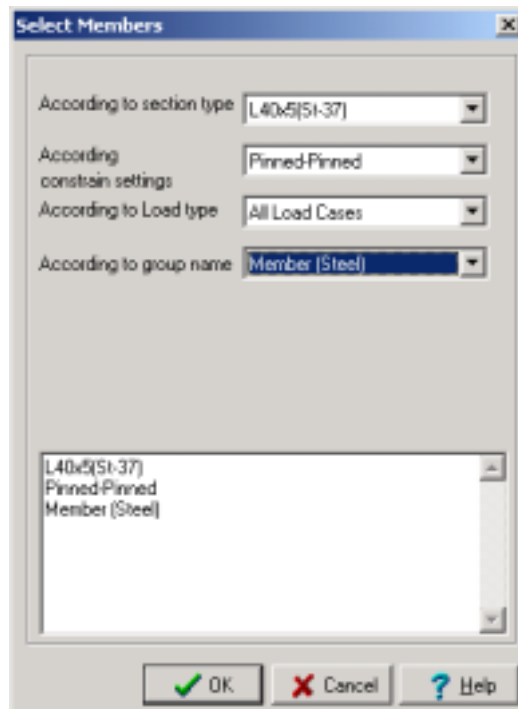 Select Members
According to section type L40x5(St-37)
According Pinned-Pinned
constrain settings
According to Load type All Load Cases
According to group name Member (Steel)
L40x5(St-37)
Pinned-Pinned
Member (Steel)
OK Cancel ? Help